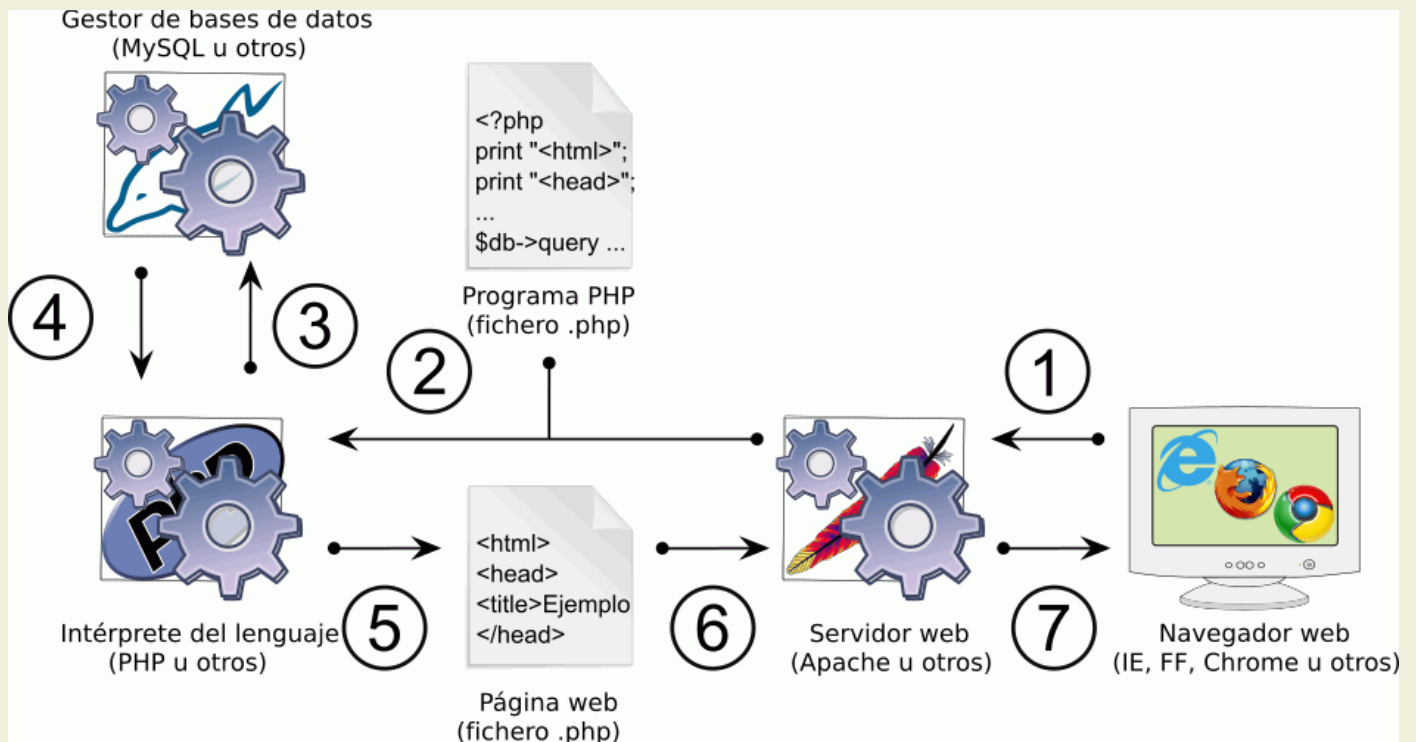 Gestor de bases de datos
(MySQL u otros)
<?php
print "<html>";
print "<head>";
...
$db->query ...
Programa PHP
(fichero .php)
4
3
2
1
<html>
<head>
<title>Ejemplo
</head>
Intérprete del lenguaje
(PHP u otros)
5
Página web
(fichero .php)
6
Servidor web
(Apache u otros)
7
Navegador web
(IE, FF, Chrome u otros)